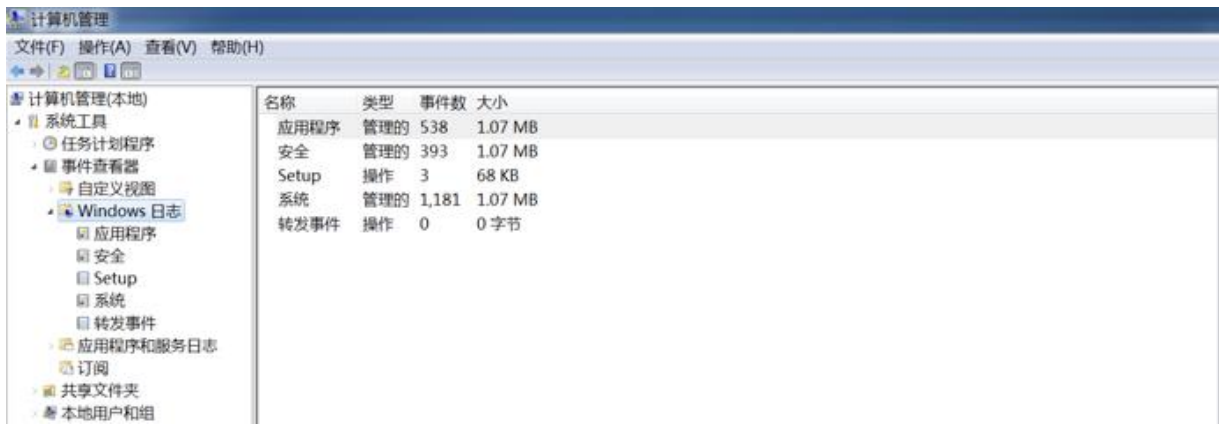 计算机管理
文件(F) 操作(A) 查看(V) 帮助(H)
计算机管理(本地)
系统工具
任务计划程序
事件查看器
自定义视图
Windows 日志
应用程序
安全
Setup
系统
转发事件
应用程序和服务日志
订阅
共享文件夹
本地用户和组
名称 类型 事件数 大小
应用程序 管理的 538 1.07 MB
安全 管理的 393 1.07 MB
Setup 操作 3 68 KB
系统 管理的 1,181 1.07 MB
转发事件 操作 0 0 字节